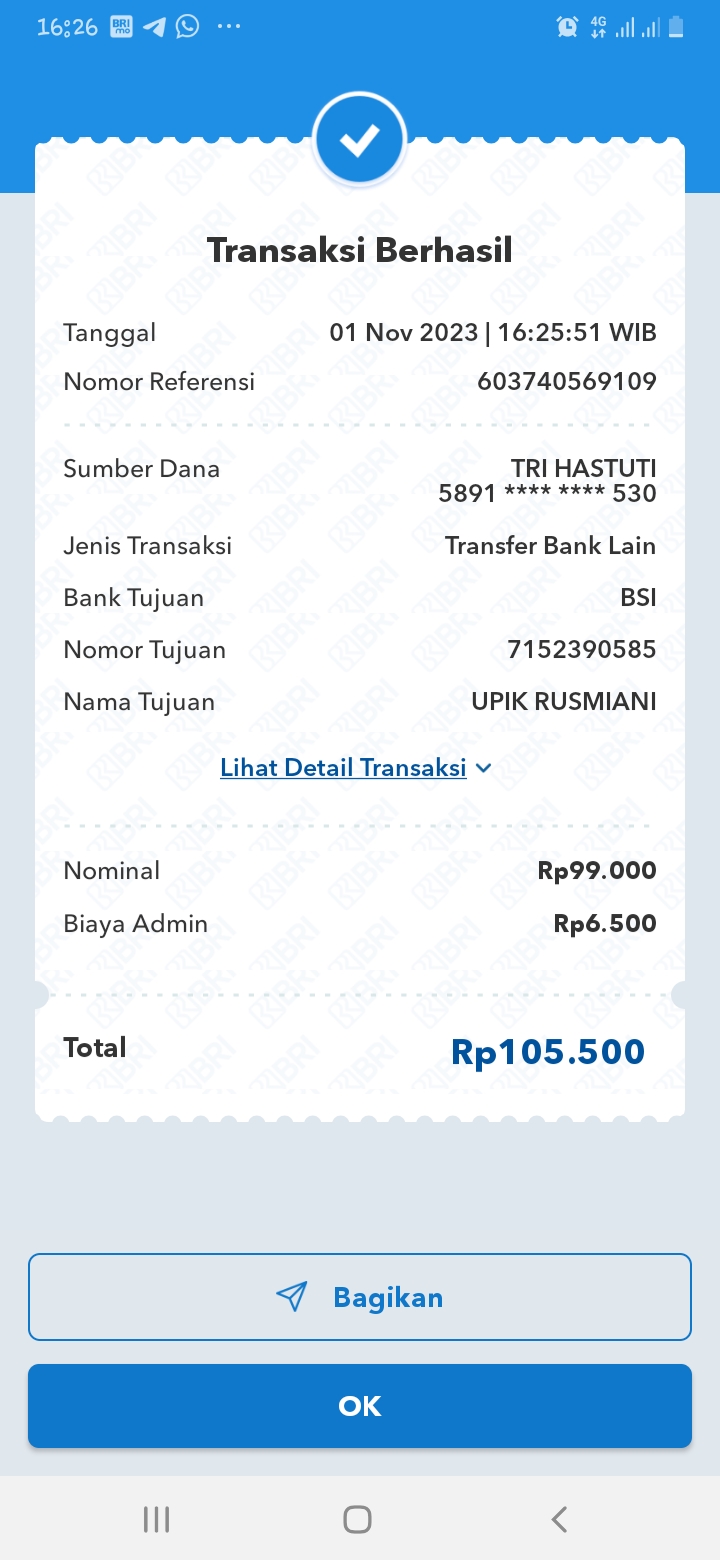 16:26 BRI mo 4G
Transaksi Berhasil
Tanggal 01 Nov 2023 | 16:25:51 WIB
Nomor Referensi 603740569109
Sumber Dana TRI HASTUTI
5891 **** **** 530
Jenis Transaksi Transfer Bank Lain
Bank Tujuan BSI
Nomor Tujuan 7152390585
Nama Tujuan UPIK RUSMIANI
Lihat Detail Transaksi
Nominal Rp99.000
Biaya Admin Rp6.500
Total Rp105.500
Bagikan
OK